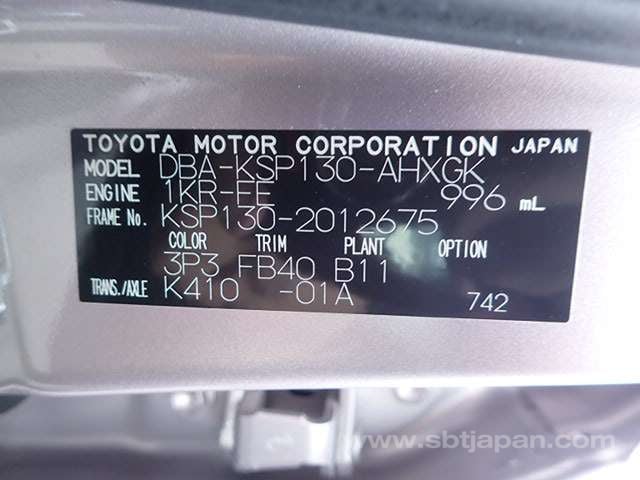 TOYOTA MOTOR CORPORATION JAPAN
MODEL DBA-KSP130-AHXGK
ENGINE 1KR-FE 996 mL
FRAME No. KSP130-2012675
COLOR TRIM PLANT OPTION
3P3 FB40 B11
TRANS./AXLE K410 -01A 742
www.sbtjapan.com